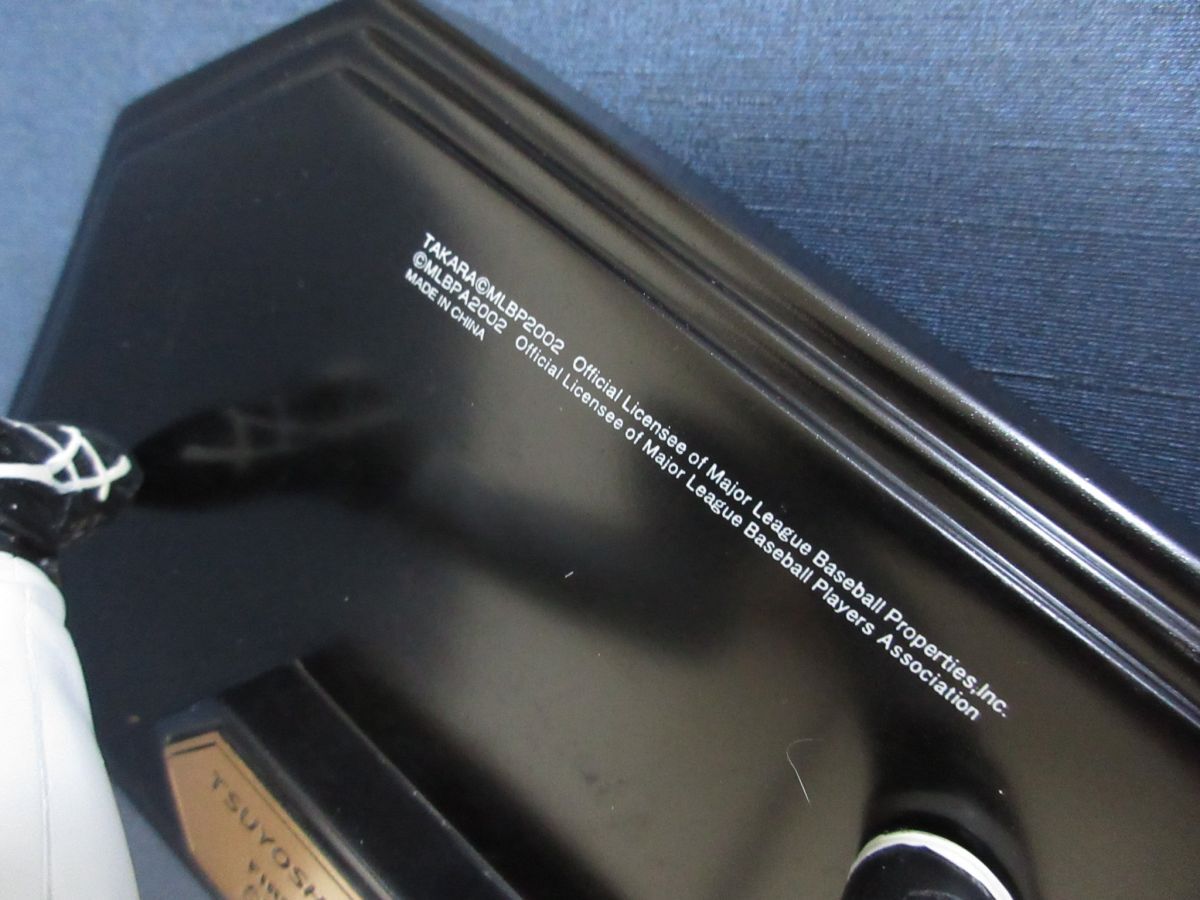 TAKARA©MLBP2002 Official Licensee of Major League Baseball Properties,Inc.
©MLBPA2002 Official Licensee of Major League Baseball Players Association
MADE IN CHINA